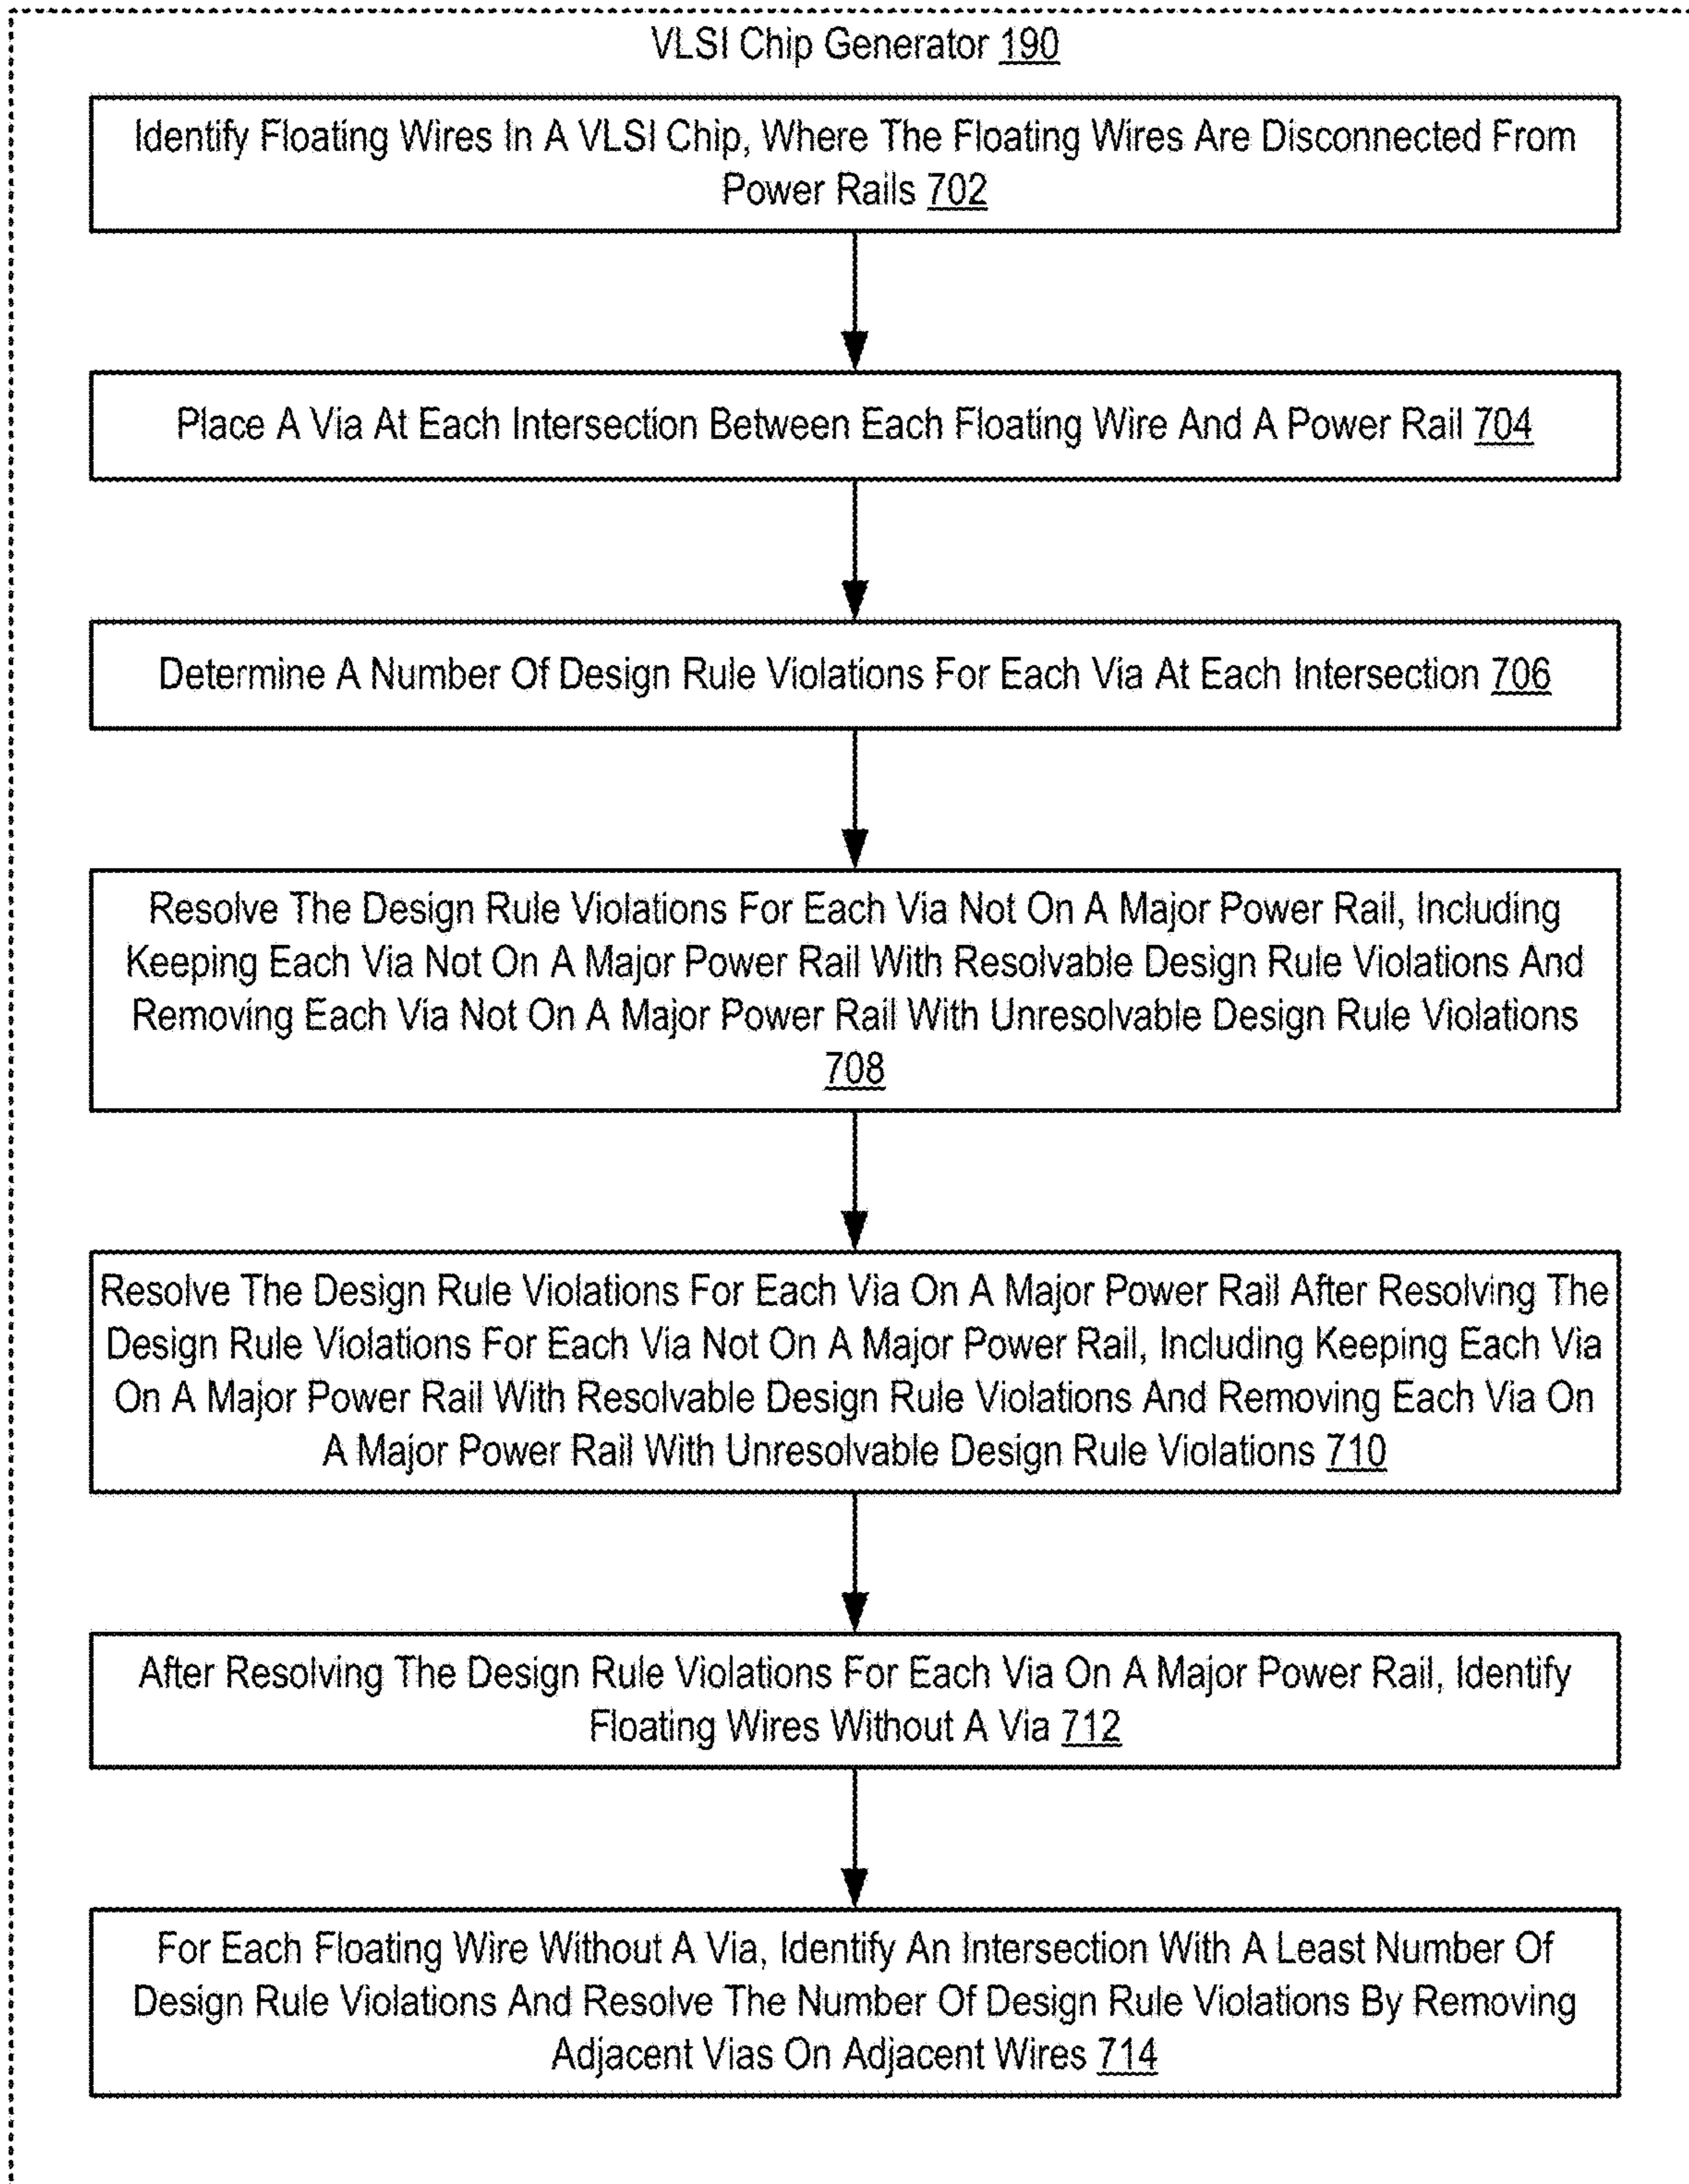 VLSI Chip Generator 190
Identify Floating Wires In A VLSI Chip, Where The Floating Wires Are Disconnected From
Power Rails 702
Place A Via At Each Intersection Between Each Floating Wire And A Power Rail 704
Determine A Number Of Design Rule Violations For Each Via At Each Intersection 706
Resolve The Design Rule Violations For Each Via Not On A Major Power Rail, Including
Keeping Each Via Not On A Major Power Rail With Resolvable Design Rule Violations And
Removing Each Via Not On A Major Power Rail With Unresolvable Design Rule Violations
708
Resolve The Design Rule Violations For Each Via On A Major Power Rail After Resolving The
Design Rule Violations For Each Via Not On A Major Power Rail, Including Keeping Each Via
On A Major Power Rail With Resolvable Design Rule Violations And Removing Each Via On
A Major Power Rail With Unresolvable Design Rule Violations 710
After Resolving The Design Rule Violations For Each Via On A Major Power Rail, Identify
Floating Wires Without A Via 712
For Each Floating Wire Without A Via, Identify An Intersection With A Least Number Of
Design Rule Violations And Resolve The Number Of Design Rule Violations By Removing
Adjacent Vias On Adjacent Wires 714